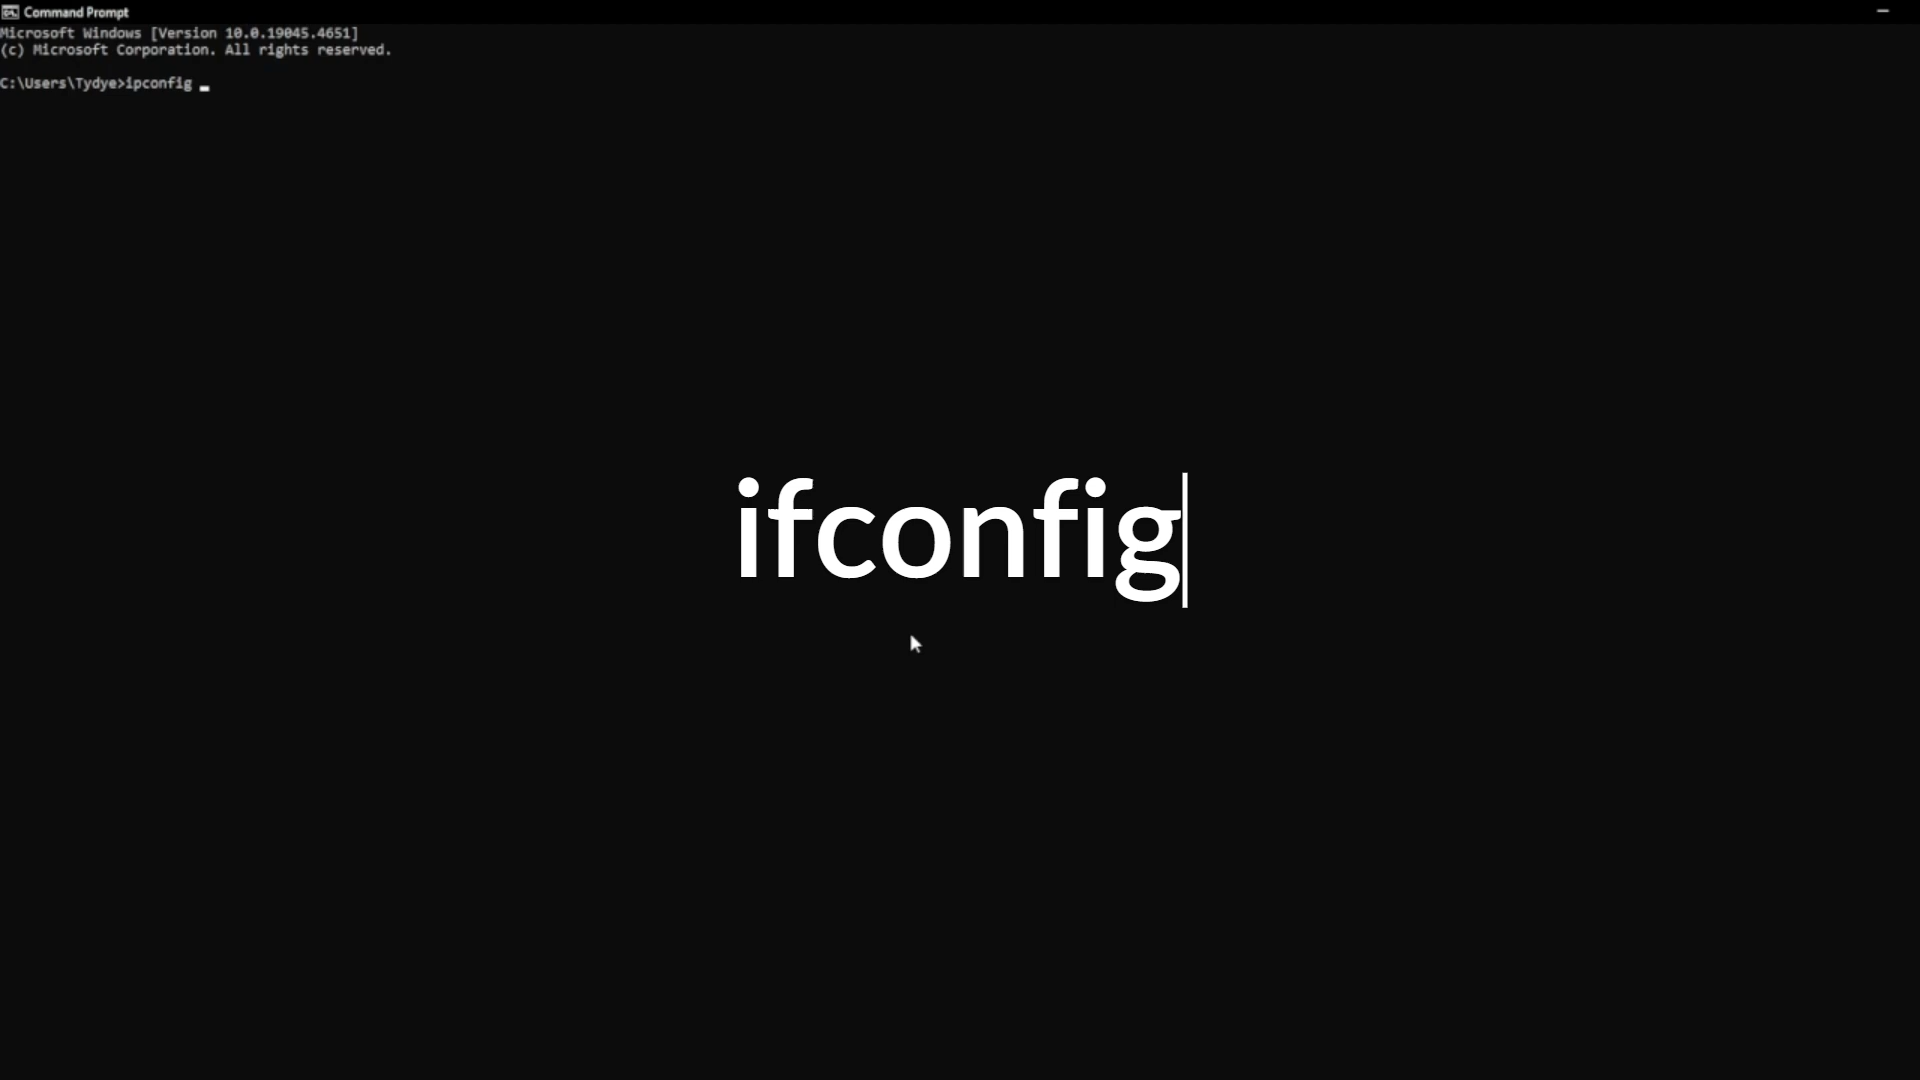 Command Prompt
Microsoft Windows [Version 10.0.19045.4651]
(c) Microsoft Corporation. All rights reserved.
C:\Users\Tydye>ipconfig
ifconfig